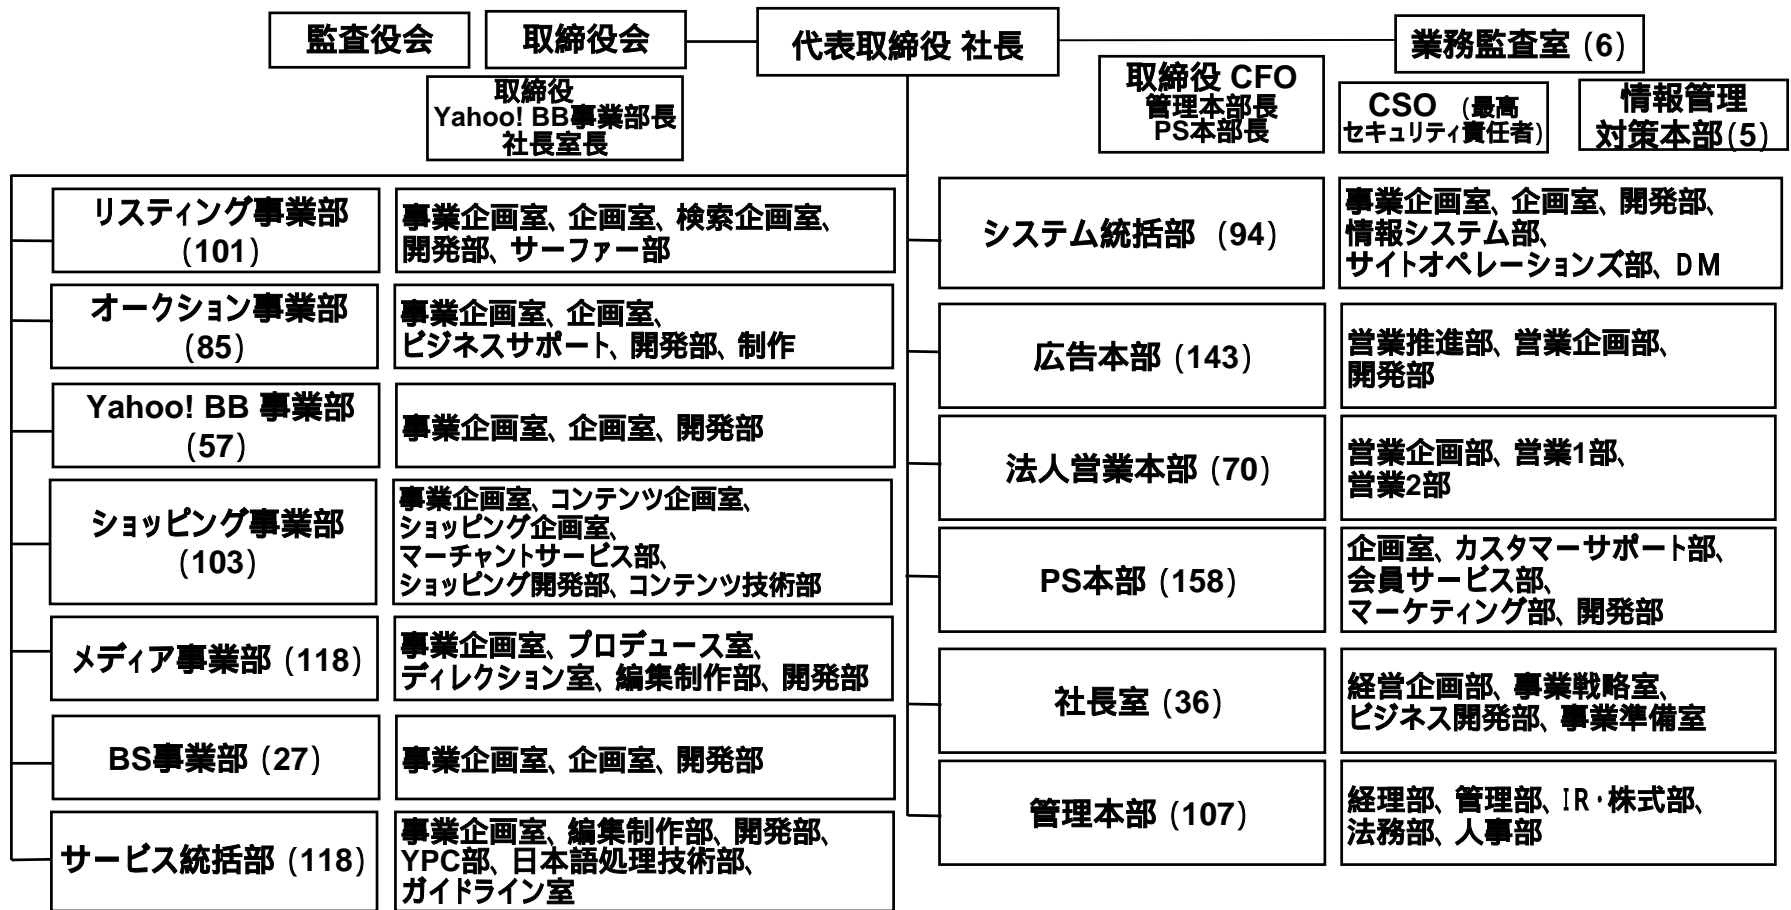 監査役会
取締役会
代表取締役 社長
業務監査室 (6)
取締役
Yahoo! BB事業部長
社長室長
取締役 CFO
管理本部長
PS本部長
CSO (最高
セキュリティ責任者)
情報管理
対策本部(5)
リスティング事業部
(101)
事業企画室、企画室、検索企画室、
開発部、サーファー部
オークション事業部
(85)
事業企画室、企画室、
ビジネスサポート、開発部、制作
Yahoo! BB 事業部
(57)
事業企画室、企画室、開発部
ショッピング事業部
(103)
事業企画室、コンテンツ企画室、
ショッピング企画室、
マーチャントサービス部、
ショッピング開発部、コンテンツ技術部
メディア事業部 (118)
事業企画室、プロデュース室、
ディレクション室、編集制作部、開発部
BS事業部 (27)
事業企画室、企画室、開発部
サービス統括部 (118)
事業企画室、編集制作部、開発部、
YPC部、日本語処理技術部、
ガイドライン室
システム統括部 (94)
事業企画室、企画室、開発部、
情報システム部、
サイトオペレーションズ部、DM
広告本部 (143)
営業推進部、営業企画部、
開発部
法人営業本部 (70)
営業企画部、営業1部、
営業2部
PS本部 (158)
企画室、カスタマーサポート部、
会員サービス部、
マーケティング部、開発部
社長室 (36)
経営企画部、事業戦略室、
ビジネス開発部、事業準備室
管理本部 (107)
経理部、管理部、IR・株式部、
法務部、人事部